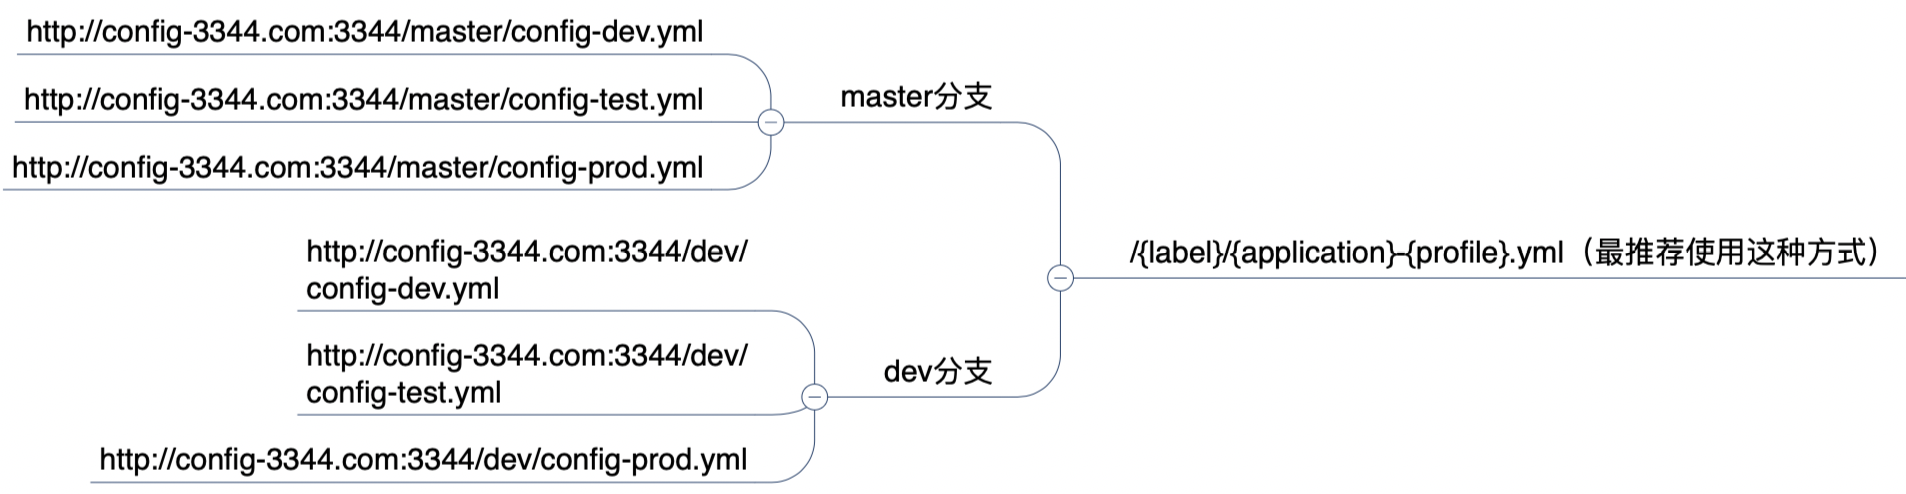 http://config-3344.com:3344/master/config-dev.yml
http://config-3344.com:3344/master/config-test.yml
http://config-3344.com:3344/master/config-prod.yml
master分支
http://config-3344.com:3344/dev/
config-dev.yml
http://config-3344.com:3344/dev/
config-test.yml
http://config-3344.com:3344/dev/config-prod.yml
dev分支
/{label}/{application}-{profile}.yml（最推荐使用这种方式）